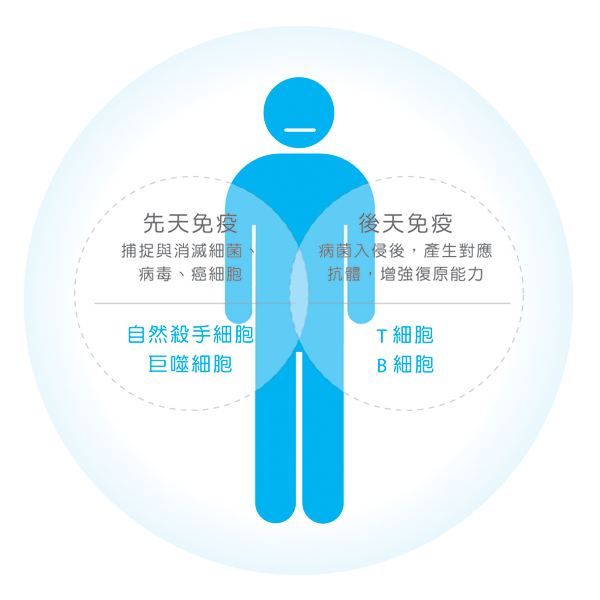 先天免疫
捕捉與消滅細菌、
病毒、癌細胞
自然殺手細胞
巨噬細胞
後天免疫
病菌入侵後，產生對應
抗體，增強復原能力
T 細胞
B 細胞